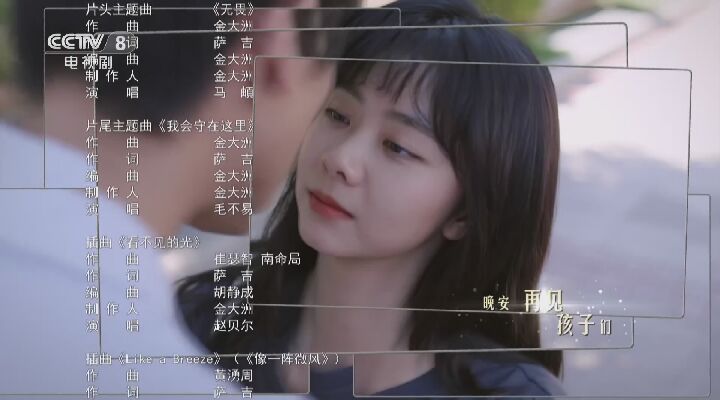 片头主题曲 《无畏》
作 曲 金大洲
作 词 萨 吉
编 曲 金大洲
制作人 金大洲
演 唱 马 頔
片尾主题曲《我会守在这里》
作 曲 金大洲
作 词 萨 吉
编 曲 金大洲
制作人 金大洲
演 唱 毛不易
插曲《看不见的光》
作 曲 崔瑟智 南命局
作 词 萨 吉
编 曲 胡静成
制作人 金大洲
演 唱 赵贝尔
插曲《Like a Breeze》（《像一阵微风》）
作 曲 黄湧周
作 词 萨 吉
CCTV 8
电视剧
晚安 再见
孩子们